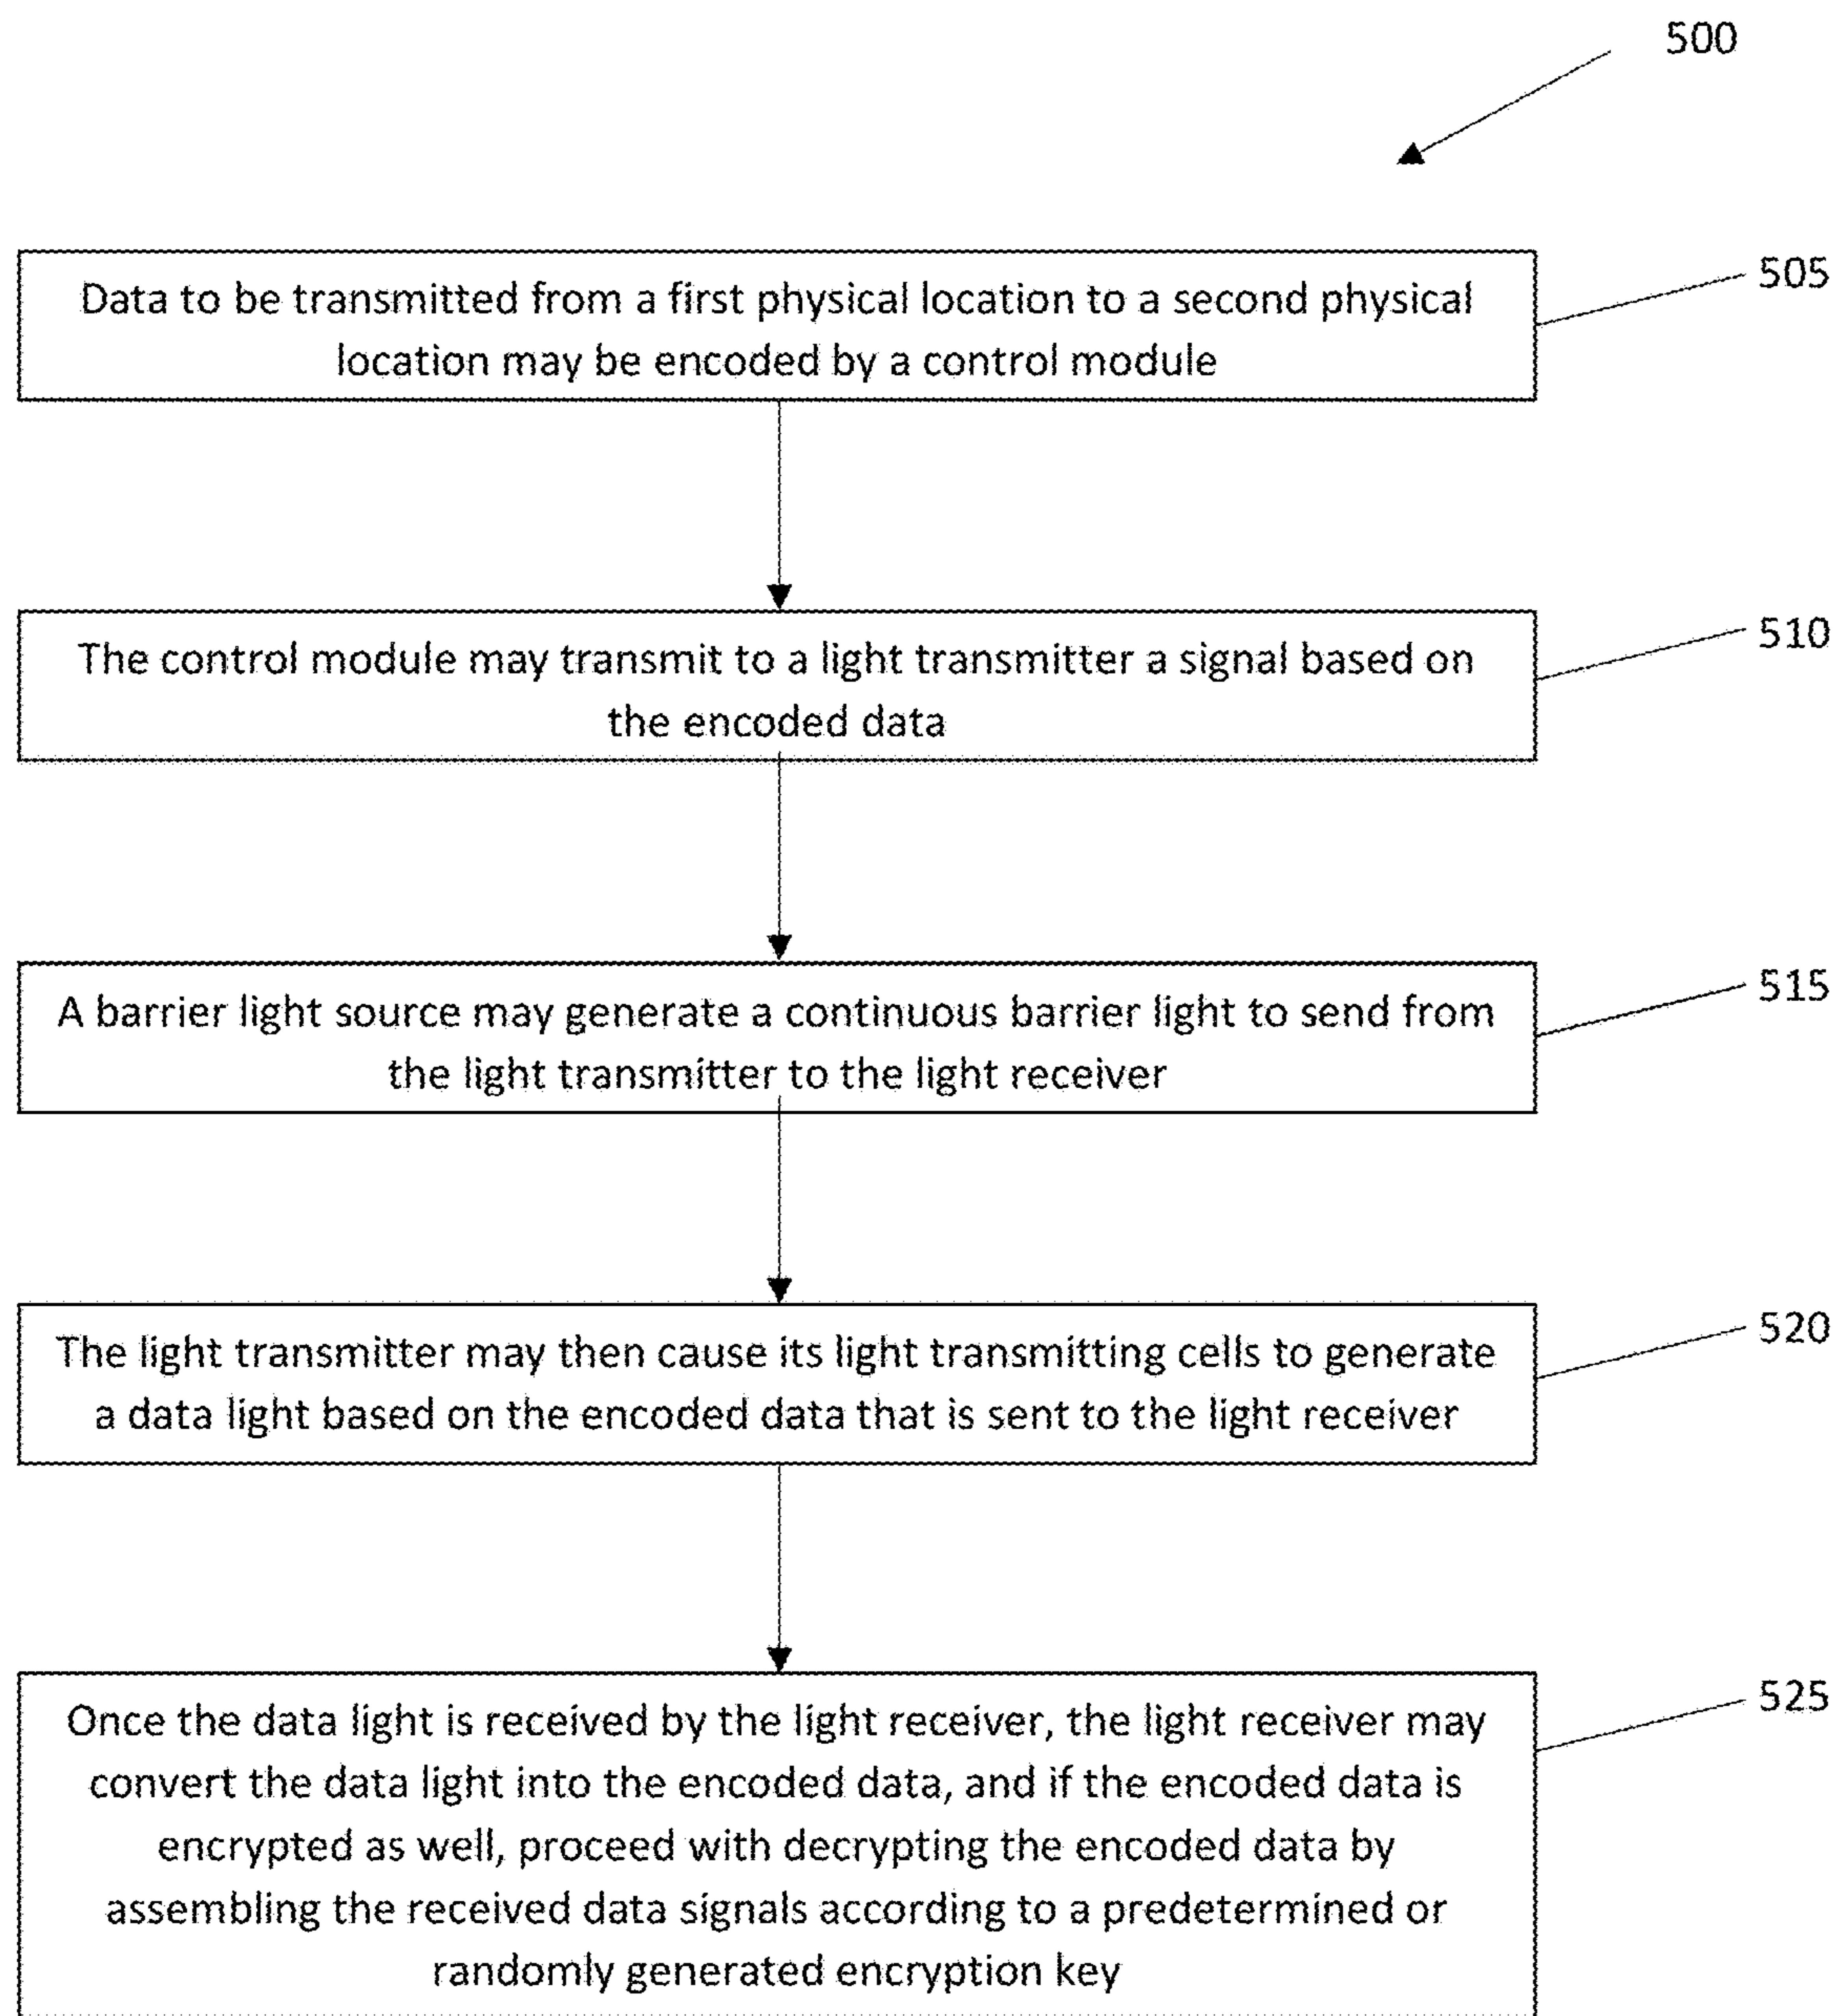 500
Data to be transmitted from a first physical location to a second physical
location may be encoded by a control module
505
The control module may transmit to a light transmitter a signal based on
the encoded data
510
A barrier light source may generate a continuous barrier light to send from
the light transmitter to the light receiver
515
The light transmitter may then cause its light transmitting cells to generate
a data light based on the encoded data that is sent to the light receiver
520
Once the data light is received by the light receiver, the light receiver may
convert the data light into the encoded data, and if the encoded data is
encrypted as well, proceed with decrypting the encoded data by
assembling the received data signals according to a predetermined or
randomly generated encryption key
525